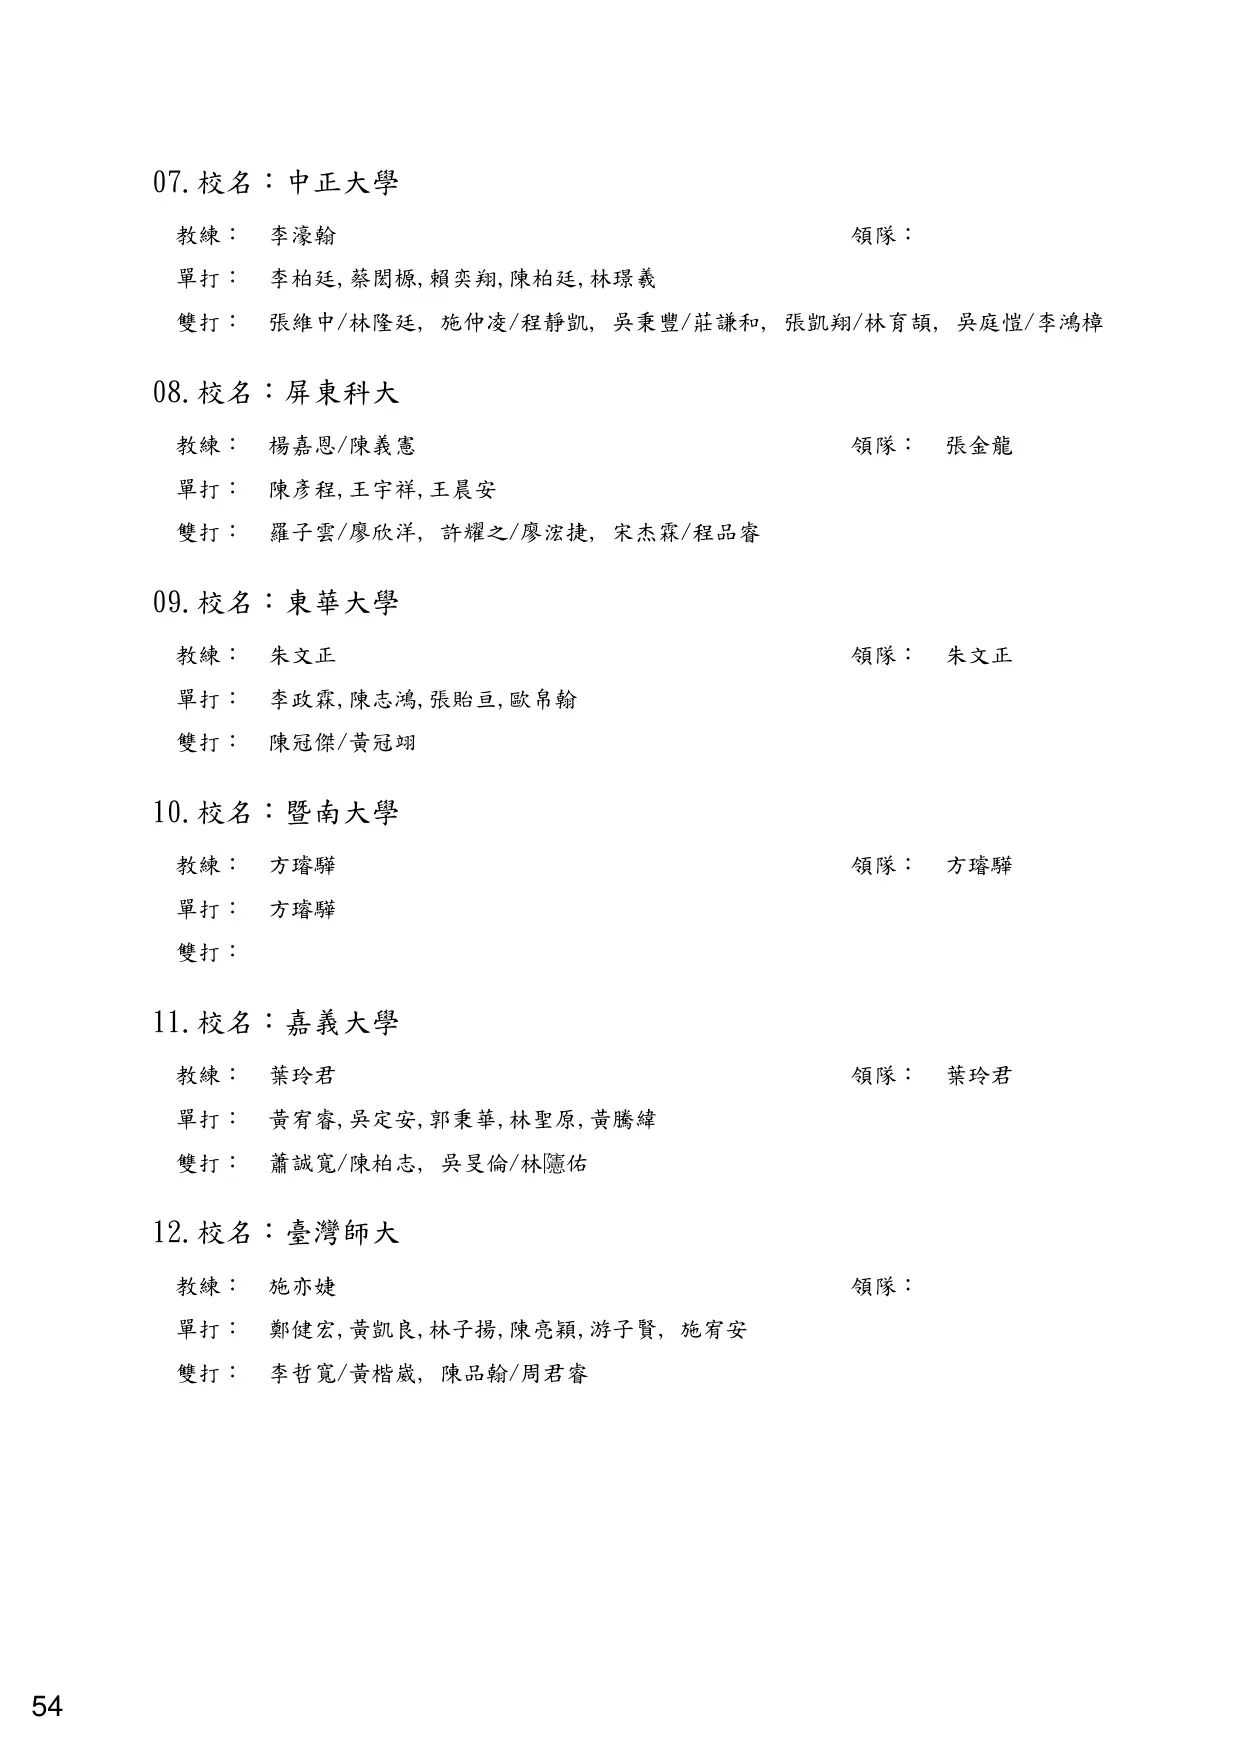 07.校名：中正大學
教練： 李濠翰 領隊：
單打： 李柏廷,蔡閎榞,賴奕翔,陳柏廷,林璟羲
雙打： 張維中/林隆廷, 施仲凌/程靜凱, 吳秉豐/莊謙和, 張凱翔/林育頡, 吳庭愷/李鴻樟
08.校名：屏東科大
教練： 楊嘉恩/陳義憲 領隊： 張金龍
單打： 陳彥程,王宇祥,王晨安
雙打： 羅子雲/廖欣洋, 許耀之/廖浤捷, 宋杰霖/程品睿
09.校名：東華大學
教練： 朱文正 領隊： 朱文正
單打： 李政霖,陳志鴻,張貽亘,歐帛翰
雙打： 陳冠傑/黃冠翊
10.校名：暨南大學
教練： 方璿驊 領隊： 方璿驊
單打： 方璿驊
雙打：
11.校名：嘉義大學
教練： 葉玲君 領隊： 葉玲君
單打： 黃宥睿,吳定安,郭秉華,林聖原,黃騰緯
雙打： 蕭誠寬/陳柏志, 吳旻倫/林佑
12.校名：臺灣師大
教練： 施亦婕 領隊：
單打： 鄭健宏,黃凱良,林子揚,陳亮穎,游子賢, 施宥安
雙打： 李哲寬/黃楷崴, 陳品翰/周君睿
54